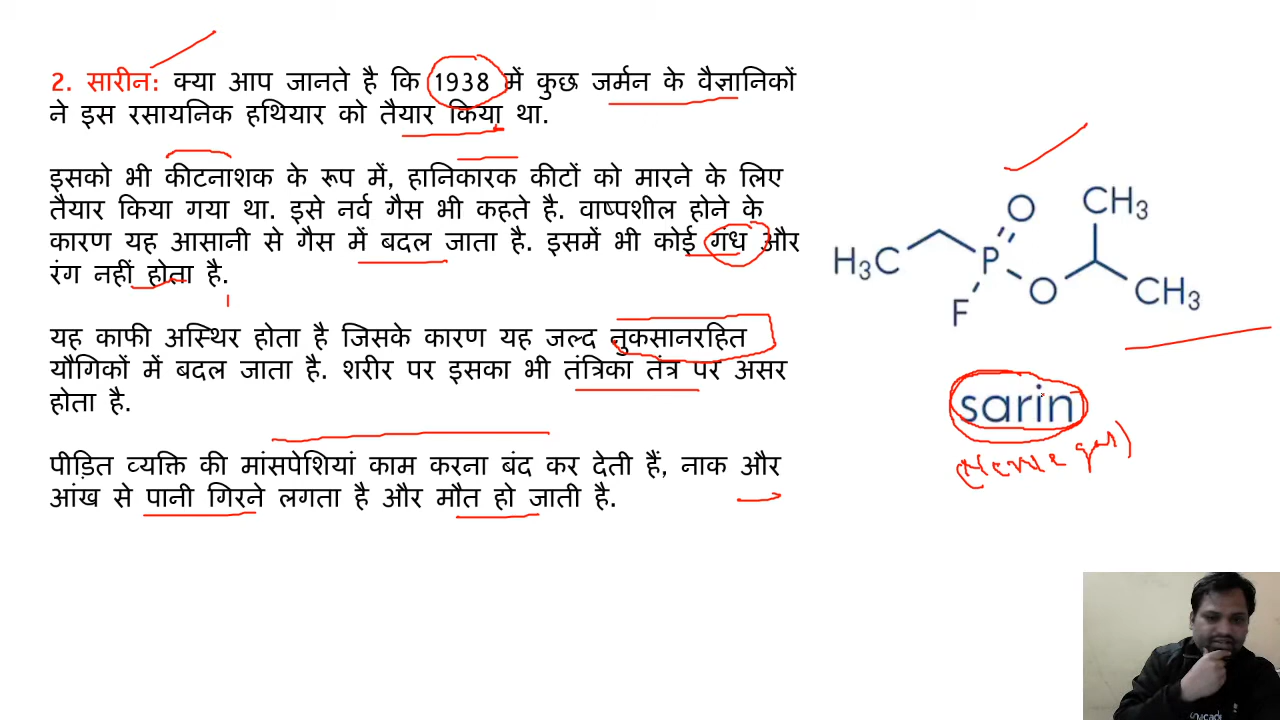 2. सारीन: क्या आप जानते है कि 1938 में कुछ जर्मन के वैज्ञानिकों
ने इस रसायनिक हथियार को तैयार किया था.
इसको भी कीटनाशक के रूप में, हानिकारक कीटों को मारने के लिए
तैयार किया गया था. इसे नर्व गैस भी कहते है. वाष्पशील होने के
कारण यह आसानी से गैस में बदल जाता है. इसमें भी कोई गंध और
रंग नहीं होता है.
यह काफी अस्थिर होता है जिसके कारण यह जल्द नुकसानरहित
यौगिकों में बदल जाता है. शरीर पर इसका भी तंत्रिका तंत्र पर असर
होता है.
पीड़ित व्यक्ति की मांसपेशियां काम करना बंद कर देती हैं, नाक और
आंख से पानी गिरने लगता है और मौत हो जाती है.
O
CH3
H3C
P
O
F
CH3
sarin
(Nerve gas)